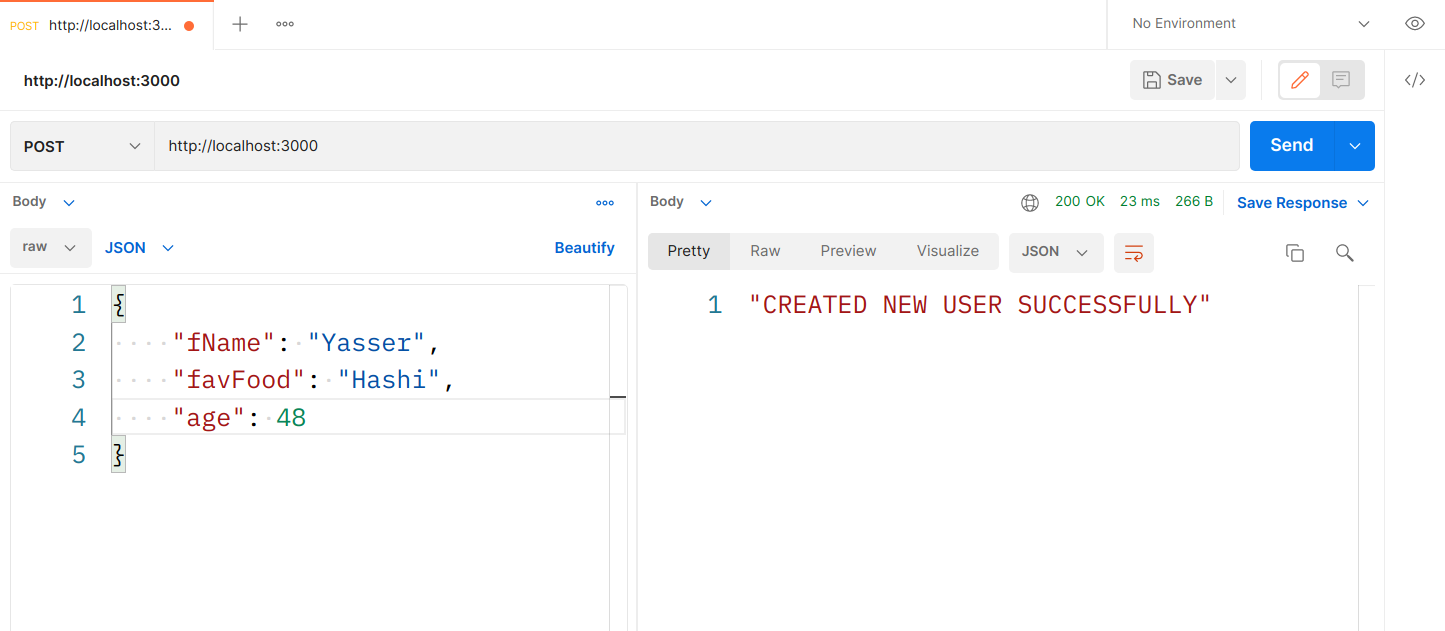 POST http://localhost:3... No Environment
http://localhost:3000 Save </>
POST http://localhost:3000 Send
Body
raw JSON Beautify
1 {
2 "fName": "Yasser",
3 "favFood": "Hashi",
4 "age": 48
5 }
Body 200 OK 23 ms 266 B Save Response
Pretty Raw Preview Visualize JSON
1 "CREATED NEW USER SUCCESSFULLY"